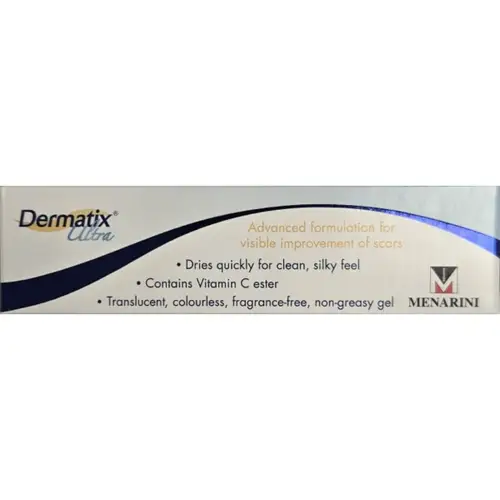 Dermatix®
Ultra
Advanced formulation for
visible improvement of scars
• Dries quickly for clean, silky feel
• Contains Vitamin C ester
• Translucent, colourless, fragrance-free, non-greasy gel
M
MENARINI